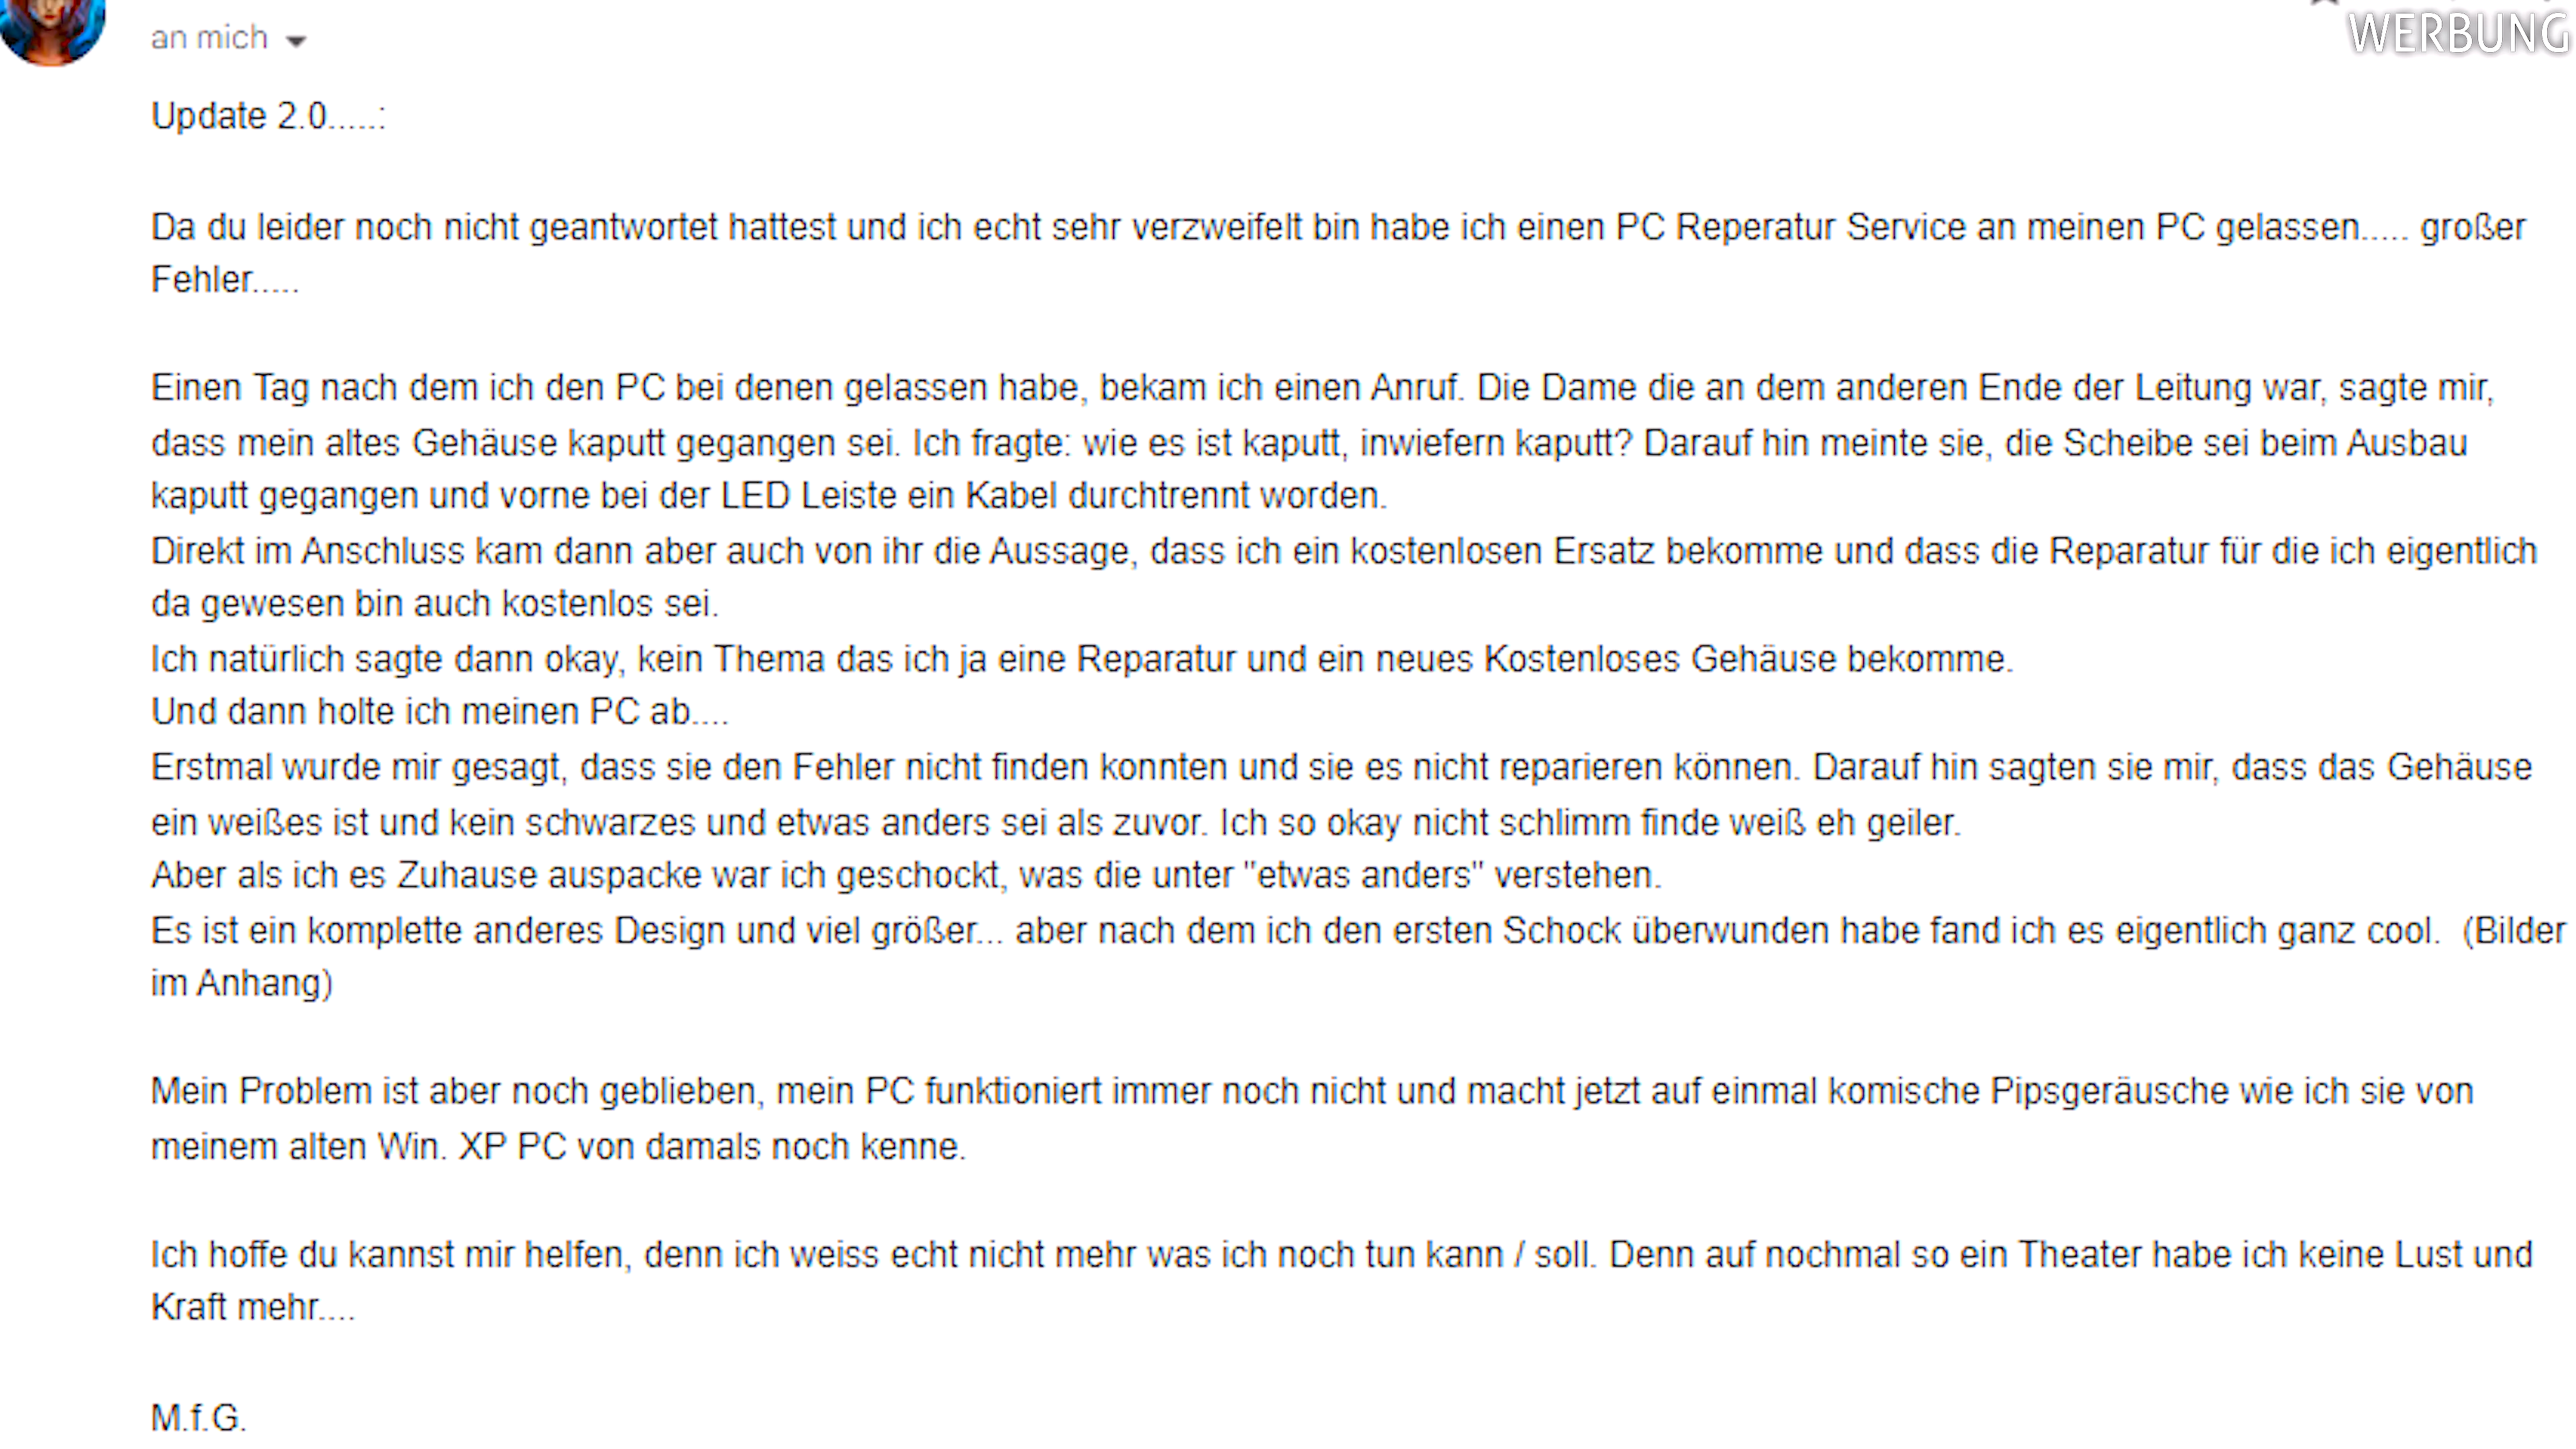 WERBUNG
an mich
Update 2.0.....:
Da du leider noch nicht geantwortet hattest und ich echt sehr verzweifelt bin habe ich einen PC Reperatur Service an meinen PC gelassen..... großer
Fehler.....
Einen Tag nach dem ich den PC bei denen gelassen habe, bekam ich einen Anruf. Die Dame die an dem anderen Ende der Leitung war, sagte mir,
dass mein altes Gehäuse kaputt gegangen sei. Ich fragte: wie es ist kaputt, inwiefern kaputt? Darauf hin meinte sie, die Scheibe sei beim Ausbau
kaputt gegangen und vorne bei der LED Leiste ein Kabel durchtrennt worden.
Direkt im Anschluss kam dann aber auch von ihr die Aussage, dass ich ein kostenlosen Ersatz bekomme und dass die Reparatur für die ich eigentlich
da gewesen bin auch kostenlos sei.
Ich natürlich sagte dann okay, kein Thema das ich ja eine Reparatur und ein neues Kostenloses Gehäuse bekomme.
Und dann holte ich meinen PC ab....
Erstmal wurde mir gesagt, dass sie den Fehler nicht finden konnten und sie es nicht reparieren können. Darauf hin sagten sie mir, dass das Gehäuse
ein weißes ist und kein schwarzes und etwas anders sei als zuvor. Ich so okay nicht schlimm finde weiß eh geiler.
Aber als ich es Zuhause auspacke war ich geschockt, was die unter "etwas anders" verstehen.
Es ist ein komplette anderes Design und viel größer... aber nach dem ich den ersten Schock überwunden habe fand ich es eigentlich ganz cool. (Bilder
im Anhang)
Mein Problem ist aber noch geblieben, mein PC funktioniert immer noch nicht und macht jetzt auf einmal komische Pipsgeräusche wie ich sie von
meinem alten Win. XP PC von damals noch kenne.
Ich hoffe du kannst mir helfen, denn ich weiss echt nicht mehr was ich noch tun kann / soll. Denn auf nochmal so ein Theater habe ich keine Lust und
Kraft mehr....
M.f.G.